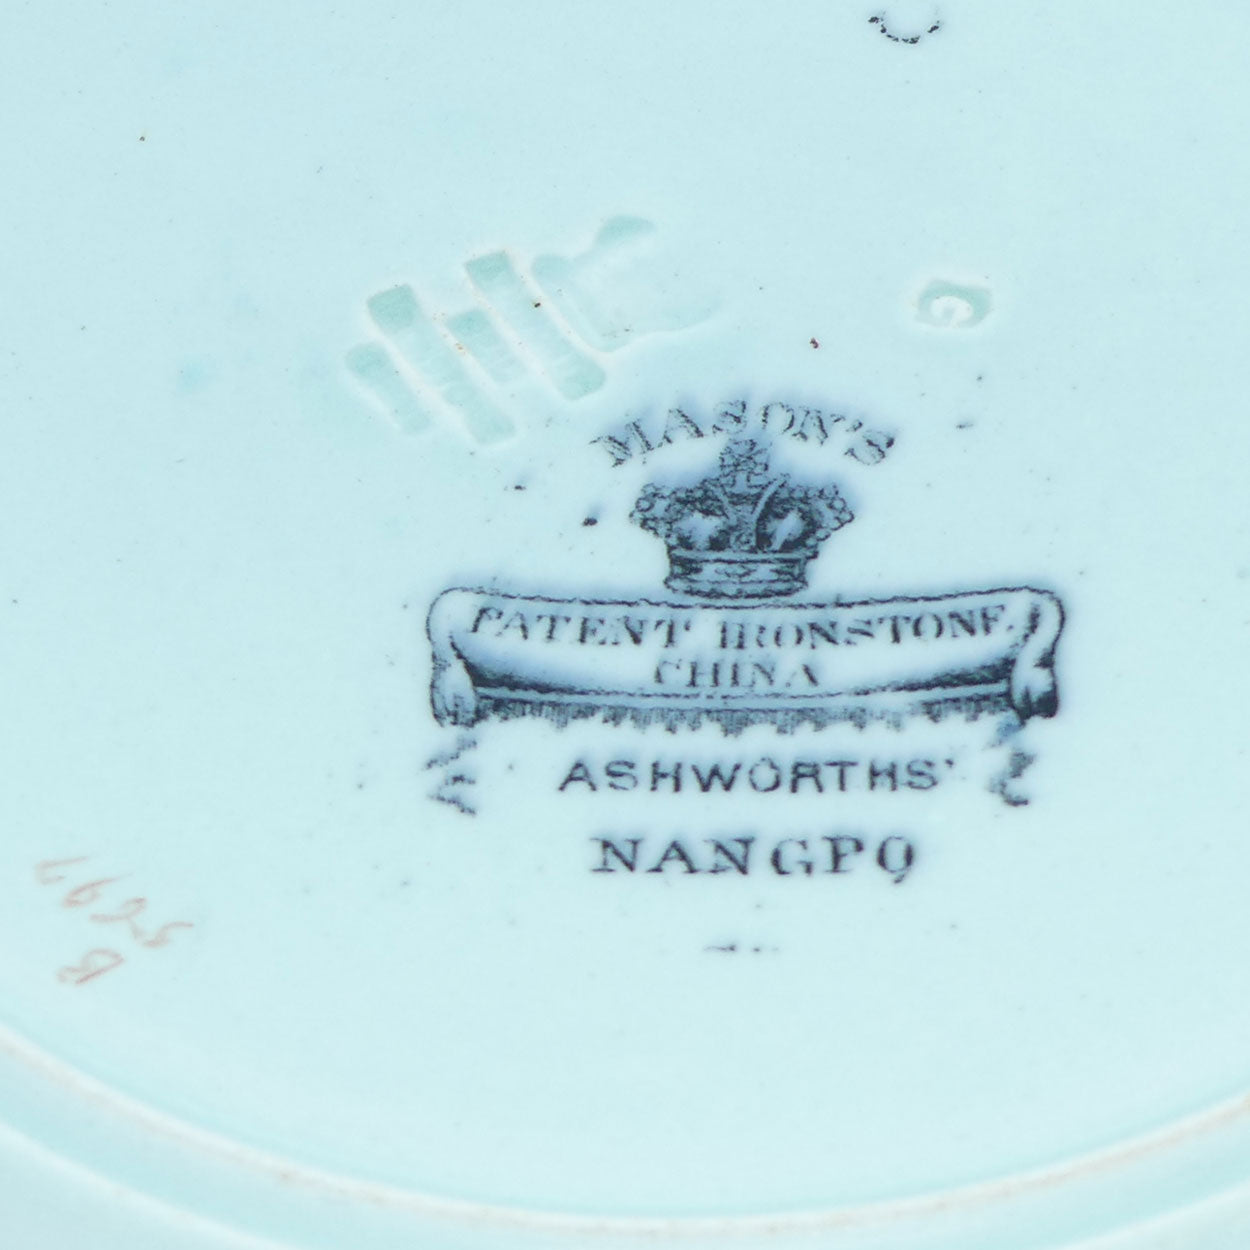 G
MASON'S
PATENT IRONSTONE
CHINA
ASHWORTHS'
NANGPO
B